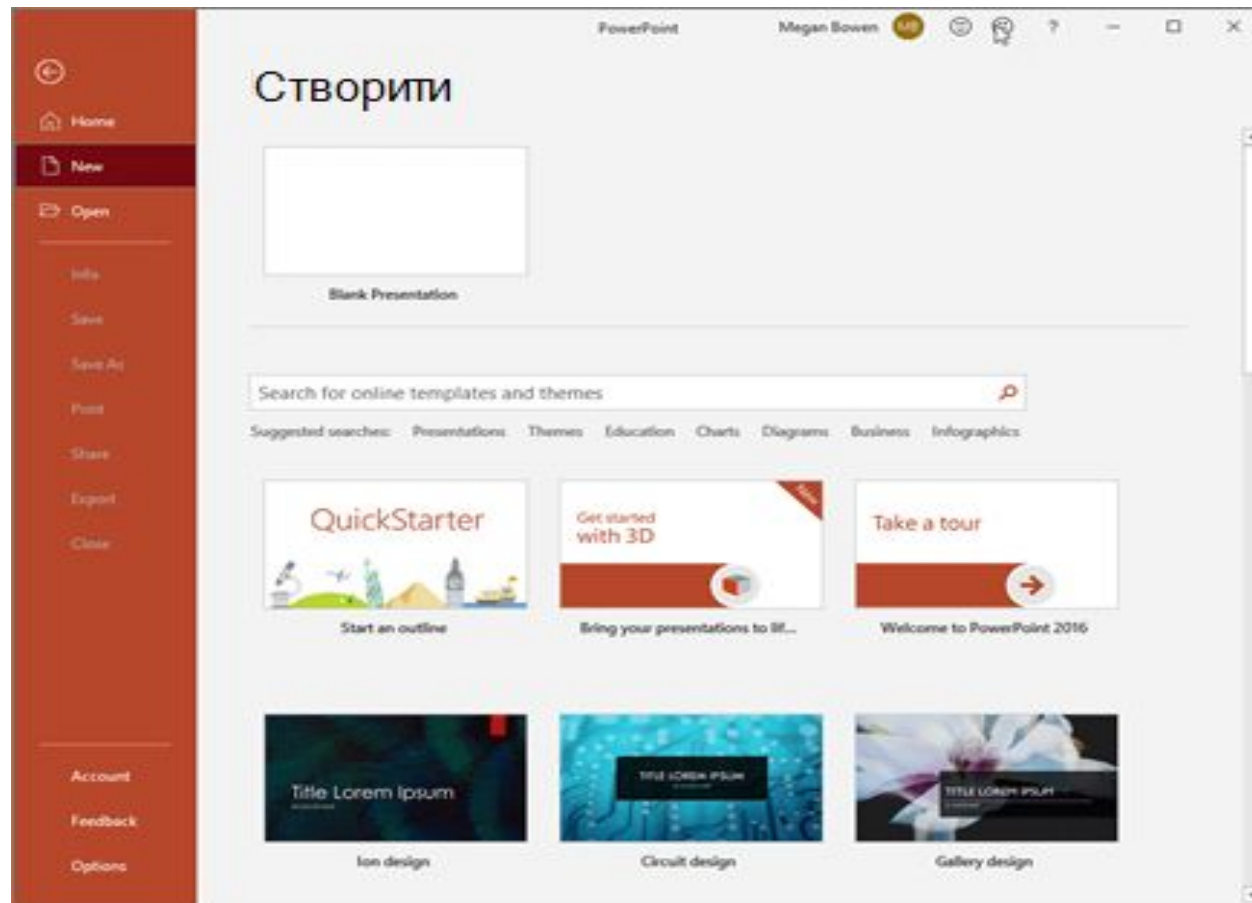 PowerPoint
Megan Bowen
?
Створити
Home
New
Open
Info
Save
Save As
Print
Share
Export
Close
Account
Feedback
Options
Blank Presentation
Search for online templates and themes
Suggested searches: Presentations Themes Education Charts Diagrams Business Infographics
QuickStarter
Start an outline
New
Get started
with 3D
Bring your presentations to lif...
Take a tour
Welcome to PowerPoint 2016
Title Lorem Ipsum
Ion design
TITLE LOREM IPSUM
Circuit design
TITLE LOREM IPSUM
Gallery design